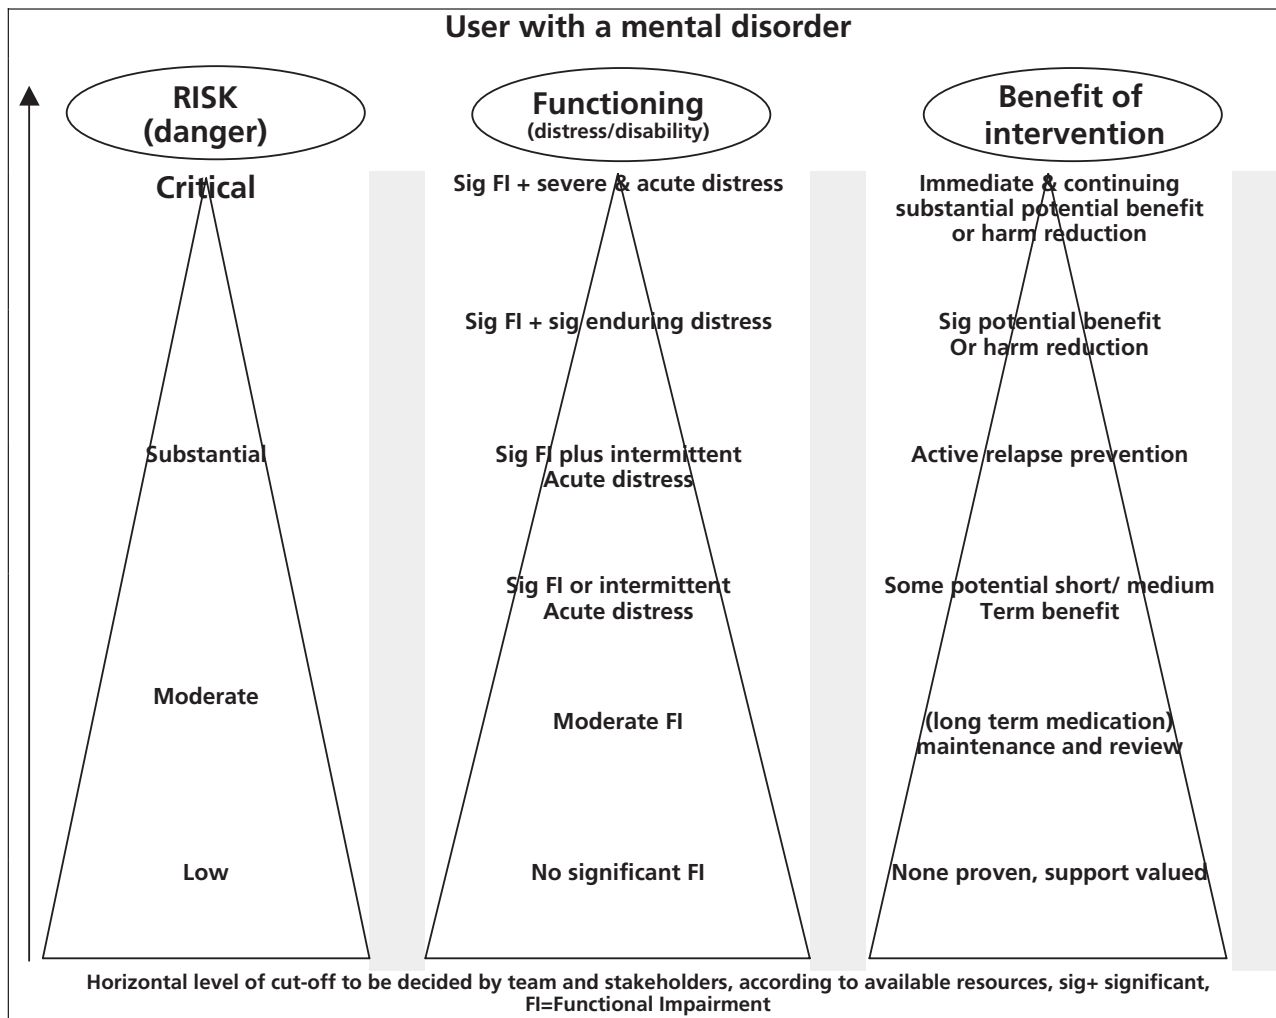 User with a mental disorder
RISK
(danger)
Critical
Substantial
Moderate
Low
Functioning
(distress/disability)
Sig FI + severe & acute distress
Sig FI + sig enduring distress
Sig FI plus intermittent
Acute distress
Sig FI or intermittent
Acute distress
Moderate FI
No significant FI
Benefit of
intervention
Immediate & continuing
substantial potential benefit
or harm reduction
Sig potential benefit
Or harm reduction
Active relapse prevention
Some potential short/ medium
Term benefit
(long term medication)
maintenance and review
None proven, support valued
Horizontal level of cut-off to be decided by team and stakeholders, according to available resources, sig+ significant,
FI=Functional Impairment